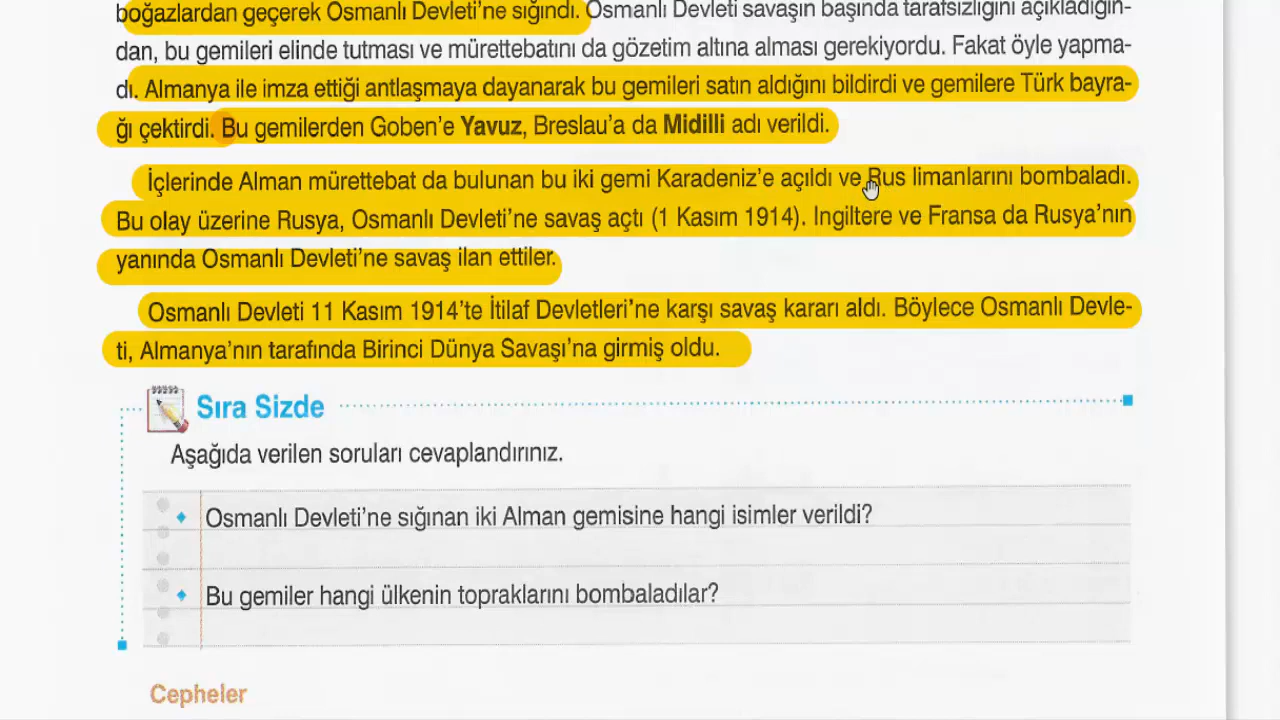 boğazlardan geçerek Osmanlı Devleti’ne sığındı. Osmanlı Devleti savaşın başında tarafsızlığını açıkladığın-
dan, bu gemileri elinde tutması ve mürettebatını da gözetim altına alması gerekiyordu. Fakat öyle yapma-
dı. Almanya ile imza ettiği antlaşmaya dayanarak bu gemileri satın aldığını bildirdi ve gemilere Türk bayra-
ğı çektirdi. Bu gemilerden Goben’e Yavuz, Breslau’a da Midilli adı verildi.
İçlerinde Alman mürettebat da bulunan bu iki gemi Karadeniz’e açıldı ve Rus limanlarını bombaladı.
Bu olay üzerine Rusya, Osmanlı Devleti’ne savaş açtı (1 Kasım 1914). Ingiltere ve Fransa da Rusya’nın
yanında Osmanlı Devleti’ne savaş ilan ettiler.
Osmanlı Devleti 11 Kasım 1914’te İtilaf Devletleri’ne karşı savaş kararı aldı. Böylece Osmanlı Devle-
ti, Almanya’nın tarafında Birinci Dünya Savaşı’na girmiş oldu.
Sıra Sizde
Aşağıda verilen soruları cevaplandırınız.
Osmanlı Devleti’ne sığınan iki Alman gemisine hangi isimler verildi?
Bu gemiler hangi ülkenin topraklarını bombaladılar?
Cepheler